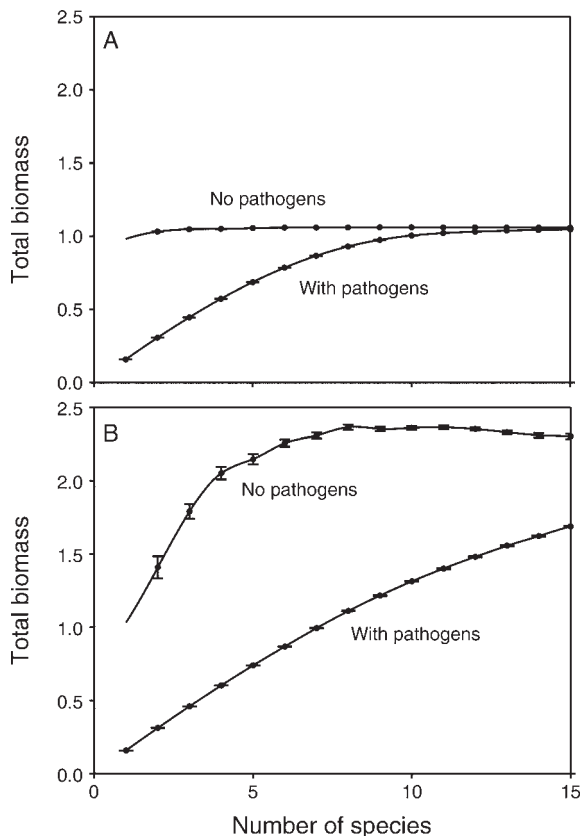 A
2.5
2.0
1.5
1.0
0.5
0.0
Total biomass
No pathogens
With pathogens
B
2.5
2.0
1.5
1.0
0.5
0.0
Total biomass
No pathogens
With pathogens
0
5
10
15
Number of species